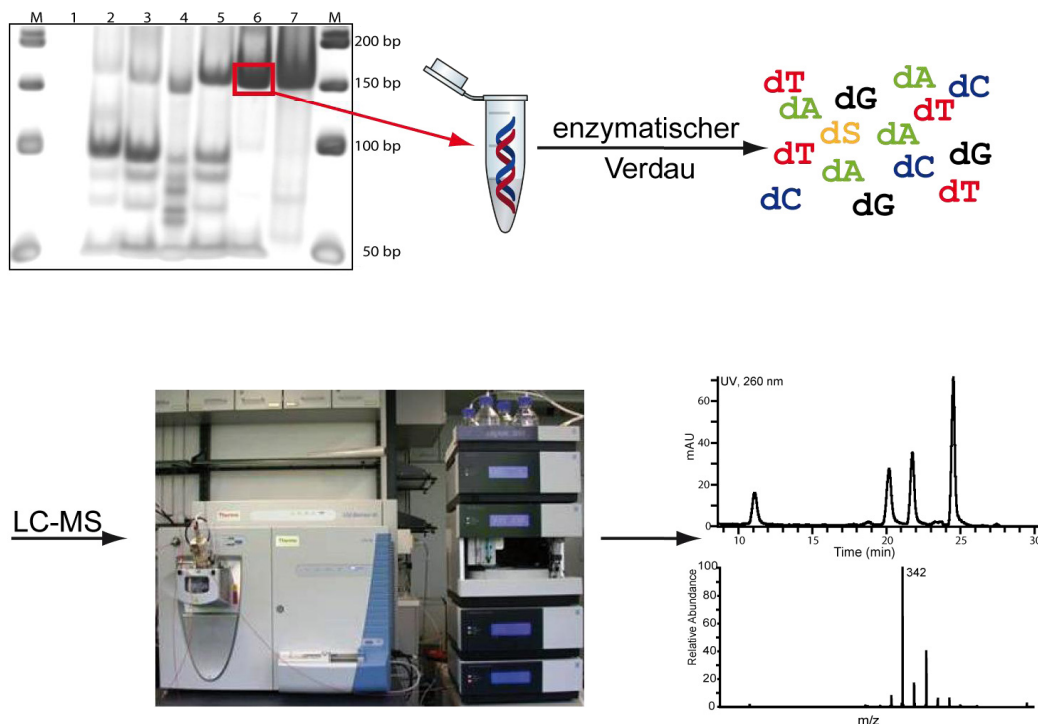 M 1 2 3 4 5 6 7 M
200 bp
150 bp
100 bp
50 bp
enzymatischer
Verdau
dT dA dC
dA dG dT
dS dA
dT dC dG
dA dT
dC dG
LC-MS
Thermo
Thermo
UV, 260 nm
mAU
60
40
20
0
10 15 20 25 30
Time (min)
Relative Abundance
100
80
60
40
20
0
342
m/z